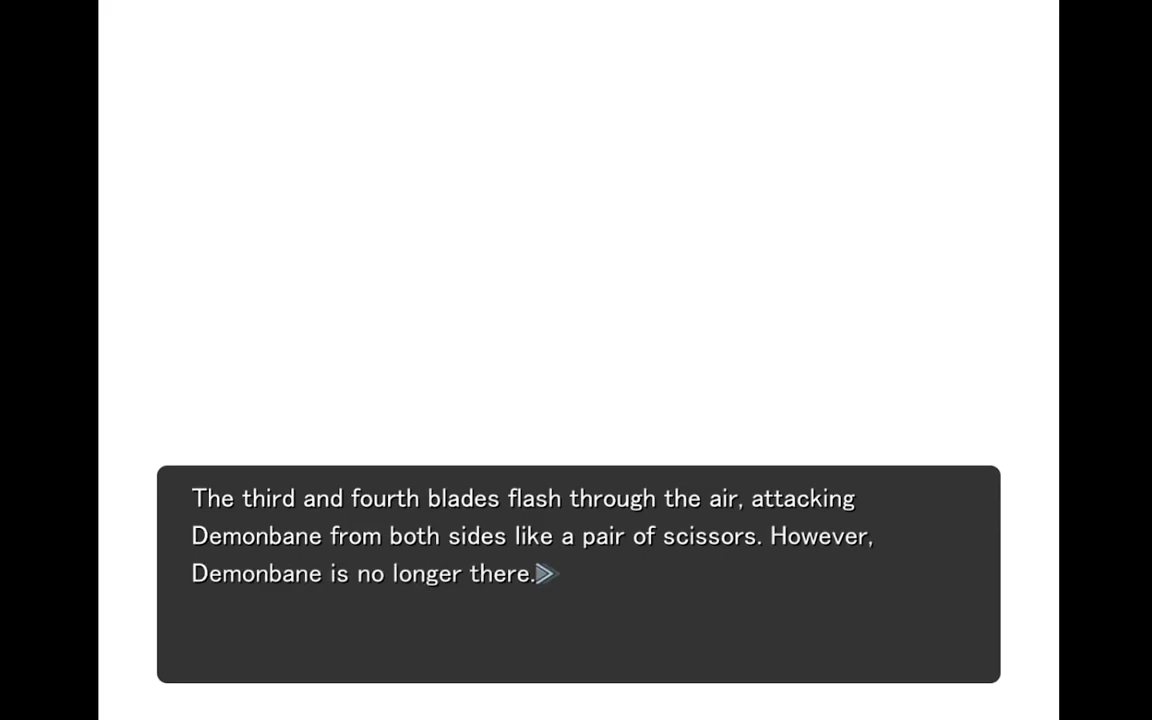 The third and fourth blades flash through the air, attacking
Demonbane from both sides like a pair of scissors. However,
Demonbane is no longer there.